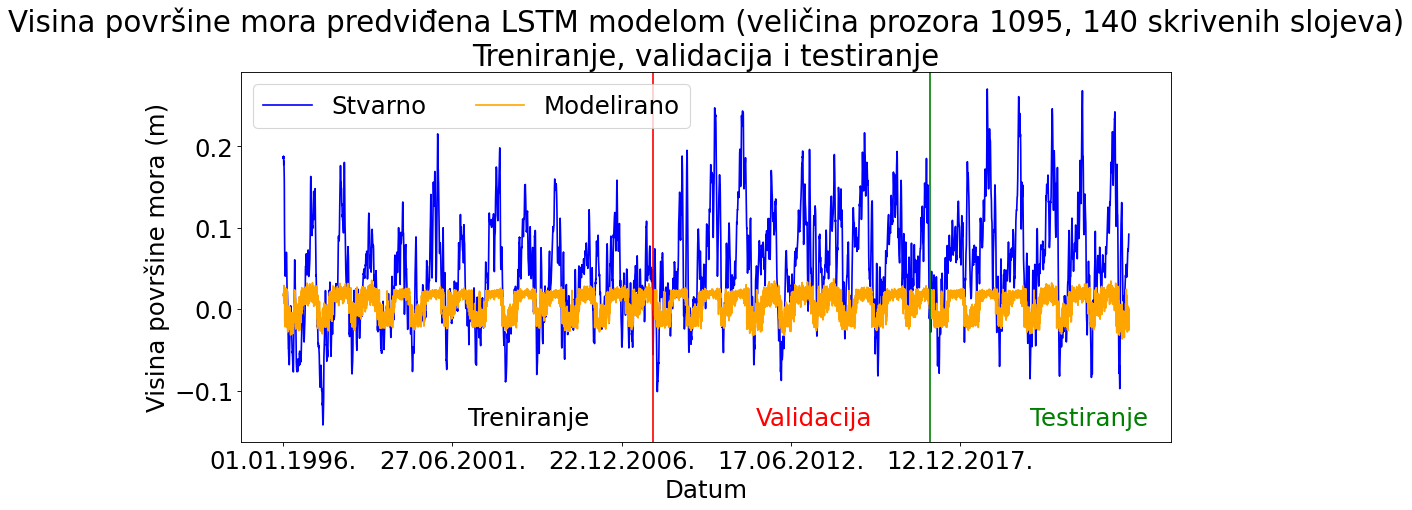 Visina površine mora predviđena LSTM modelom (veličina prozora 1095, 140 skrivenih slojeva)
Treniranje, validacija i testiranje
Stvarno Modelirano
Visina površine mora (m)
0.2
0.1
0.0
−0.1
Treniranje Validacija Testiranje
01.01.1996. 27.06.2001. 22.12.2006. 17.06.2012. 12.12.2017.
Datum